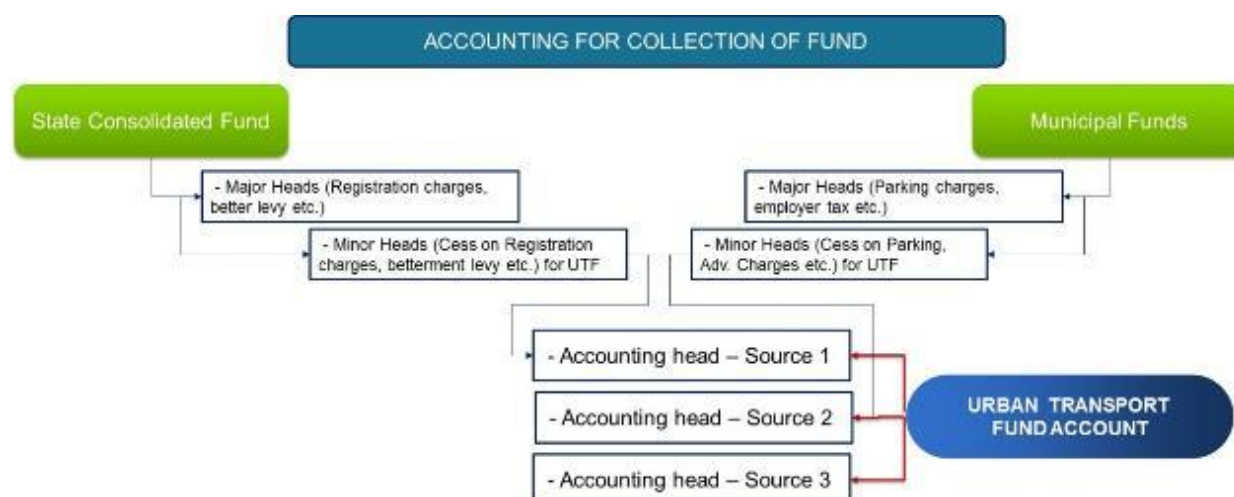 ACCOUNTING FOR COLLECTION OF FUND
State Consolidated Fund
Municipal Funds
- Major Heads (Registration charges,
better levy etc.)
- Major Heads (Parking charges,
employer tax etc.)
- Minor Heads (Cess on Registration
charges, betterment levy etc.) for UTF
- Minor Heads (Cess on Parking,
Adv. Charges etc.) for UTF
- Accounting head – Source 1
- Accounting head – Source 2
- Accounting head – Source 3
URBAN TRANSPORT
FUND ACCOUNT